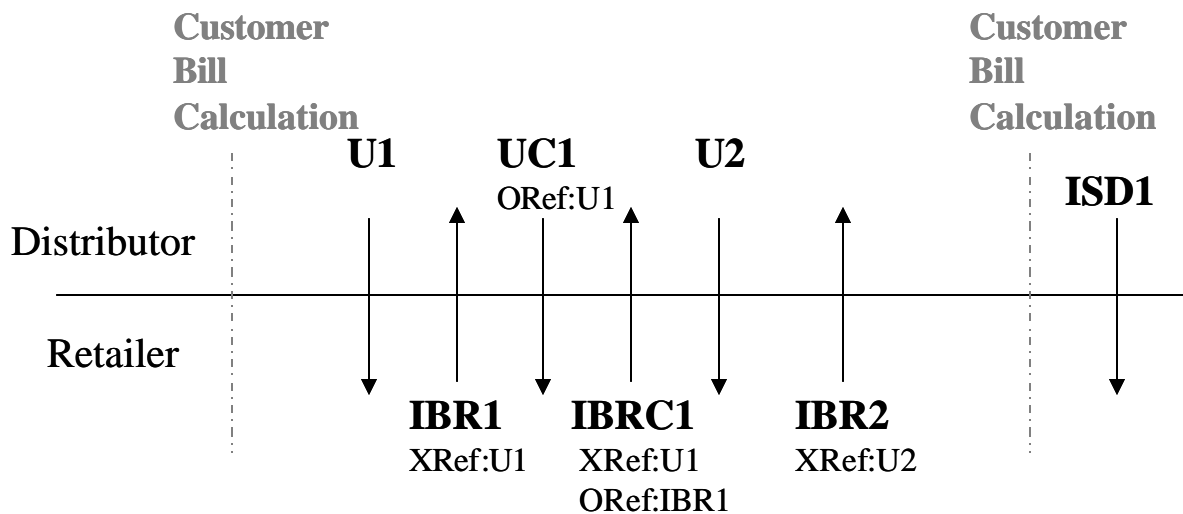 Customer
Bill
Calculation
Customer
Bill
Calculation
U1
UC1
ORef:U1
U2
ISD1
Distributor
Retailer
IBR1
XRef:U1
IBRC1
XRef:U1
ORef:IBR1
IBR2
XRef:U2